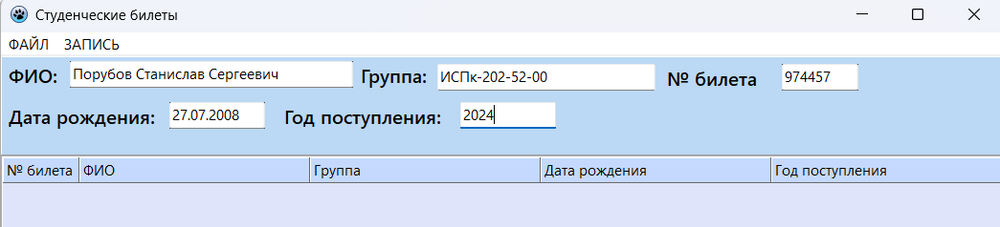 Студенческие билеты
ФАЙЛ ЗАПИСЬ
ФИО: Порубов Станислав Сергеевич Группа: ИСПк-202-52-00 № билета 974457
Дата рождения: 27.07.2008 Год поступления: 2024
№ билета ФИО Группа Дата рождения Год поступления